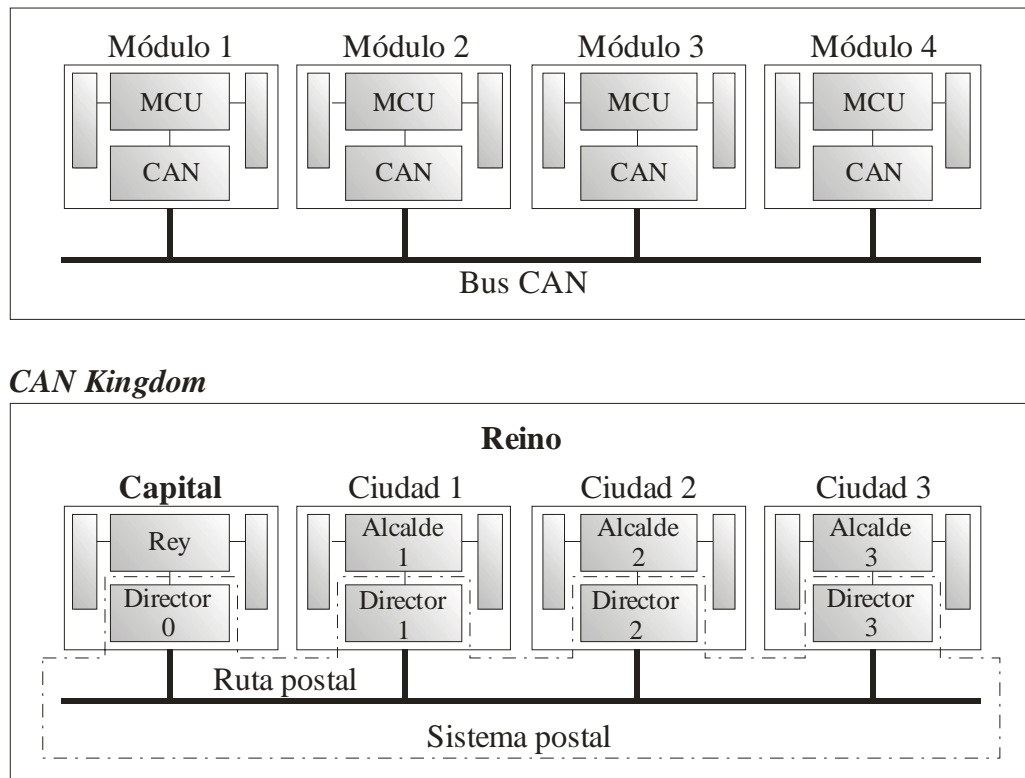 Módulo 1 Módulo 2 Módulo 3 Módulo 4
MCU MCU MCU MCU
CAN CAN CAN CAN
Bus CAN
CAN Kingdom
Reino
Capital Ciudad 1 Ciudad 2 Ciudad 3
Rey
Alcalde
1
Alcalde
2
Alcalde
3
Director
0
Director
1
Director
2
Director
3
Ruta postal
Sistema postal